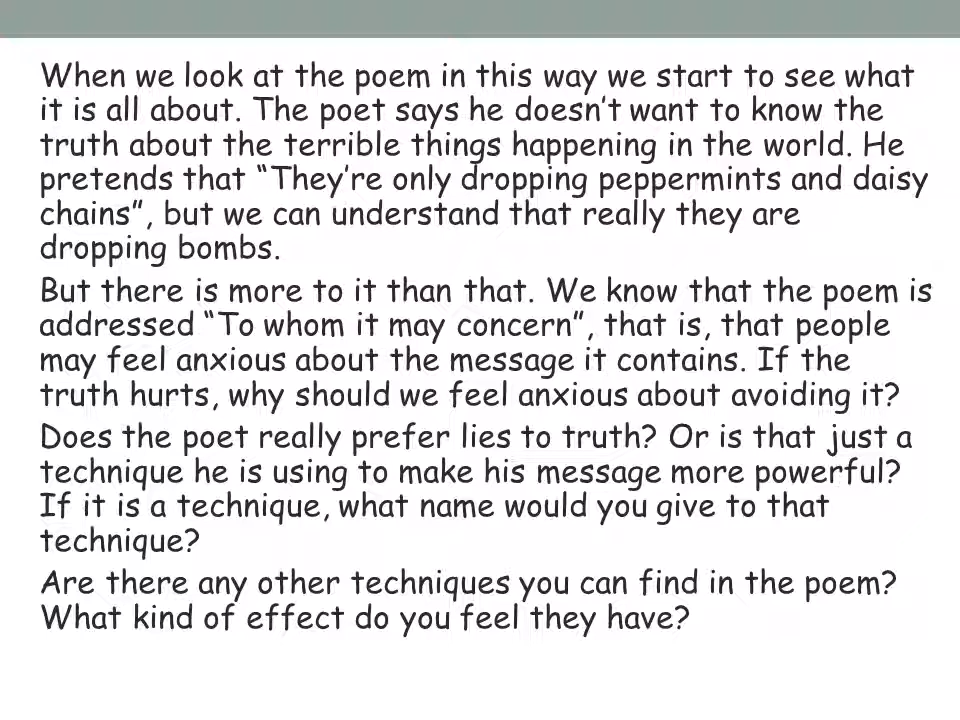 When we look at the poem in this way we start to see what
it is all about. The poet says he doesn’t want to know the
truth about the terrible things happening in the world. He
pretends that “They’re only dropping peppermints and daisy
chains”, but we can understand that really they are
dropping bombs.
But there is more to it than that. We know that the poem is
addressed “To whom it may concern”, that is, that people
may feel anxious about the message it contains. If the
truth hurts, why should we feel anxious about avoiding it?
Does the poet really prefer lies to truth? Or is that just a
technique he is using to make his message more powerful?
If it is a technique, what name would you give to that
technique?
Are there any other techniques you can find in the poem?
What kind of effect do you feel they have?